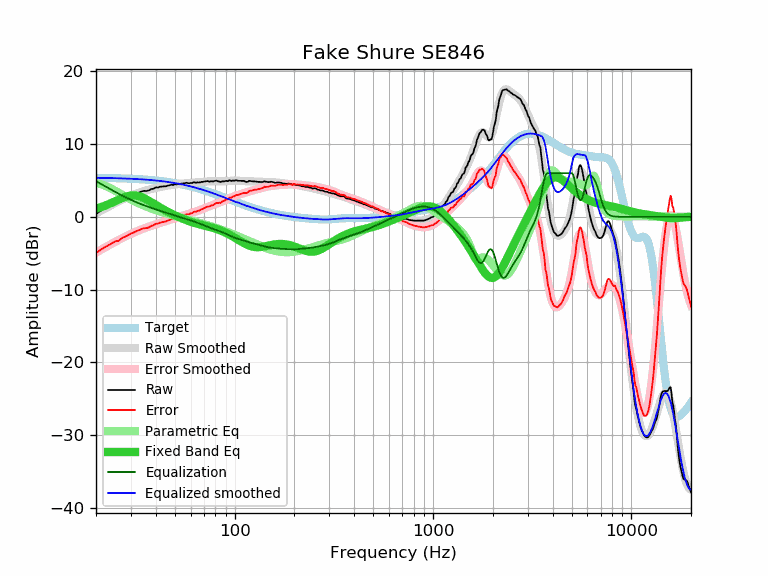 Fake Shure SE846
20
10
0
−10
−20
−30
−40
Amplitude (dBr)
Target
Raw Smoothed
Error Smoothed
Raw
Error
Parametric Eq
Fixed Band Eq
Equalization
Equalized smoothed
100
1000
10000
Frequency (Hz)